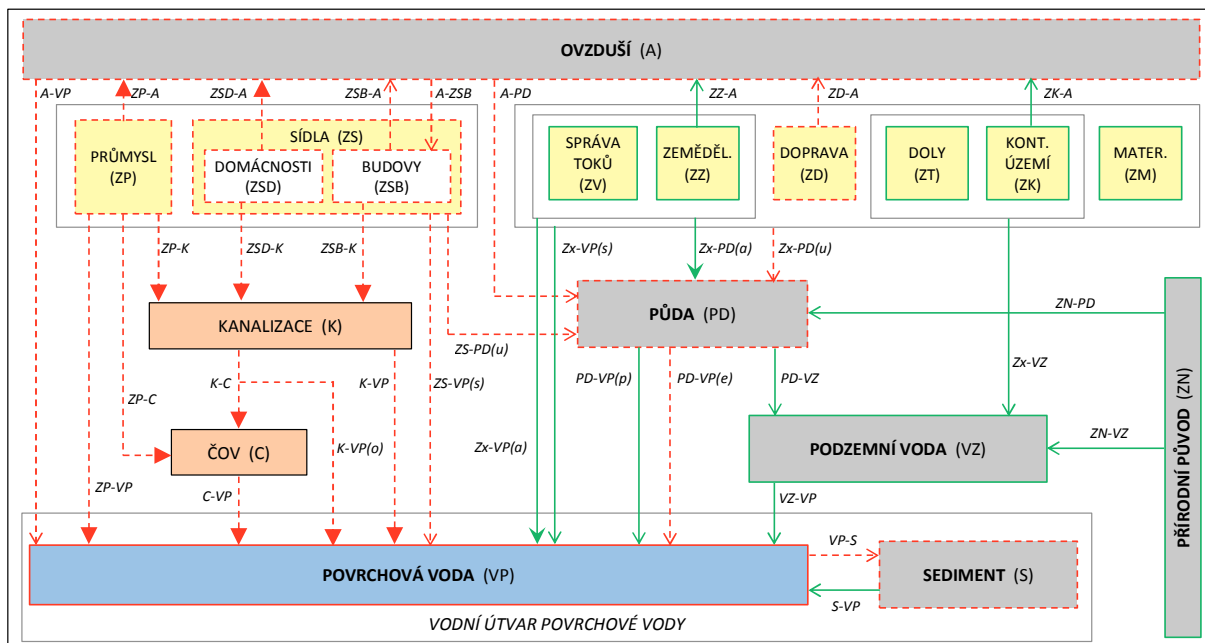 OVZDUŠÍ (A)
A-VP
ZP-A
ZSD-A
ZSB-A
A-ZSB
A-PD
ZZ-A
ZD-A
ZK-A
PRŮMYSL
(ZP)
SÍDLA (ZS)
DOMÁCNOSTI
(ZSD)
BUDOVY
(ZSB)
SPRÁVA
TOKŮ
(ZV)
ZEMĚDĚL.
(ZZ)
DOPRAVA
(ZD)
DOLY
(ZT)
KONT.
ÚZEMÍ
(ZK)
MATER.
(ZM)
ZP-K
ZSD-K
ZSB-K
Zx-VP(s)
Zx-PD(a)
Zx-PD(u)
KANALIZACE (K)
PŮDA (PD)
ZN-PD
ZS-PD(u)
K-C
K-VP
ZS-VP(s)
PD-VP(p)
PD-VP(e)
PD-VZ
Zx-VZ
ZP-C
ČOV (C)
K-VP(o)
Zx-VP(a)
PODZEMNÍ VODA (VZ)
ZN-VZ
PŘÍRODNÍ PŮVOD (ZN)
ZP-VP
C-VP
VZ-VP
POVRCHOVÁ VODA (VP)
VP-S
SEDIMENT (S)
S-VP
VODNÍ ÚTVAR POVRCHOVÉ VODY